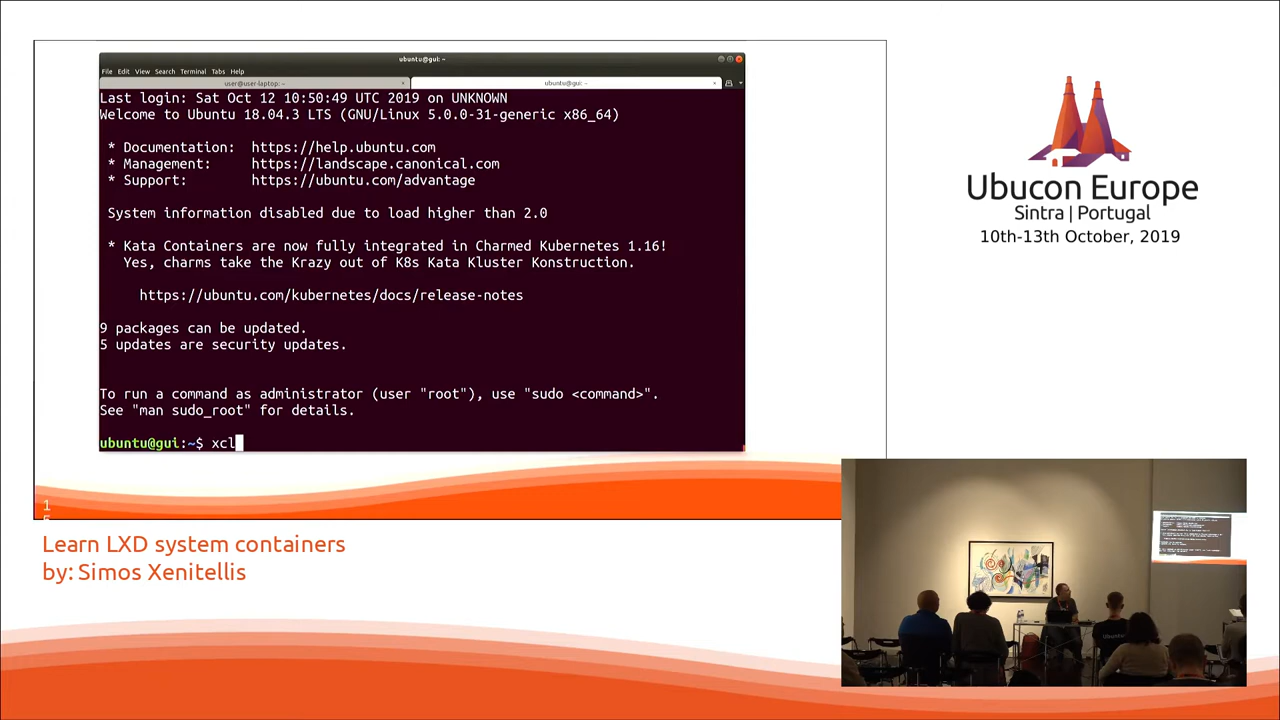 ubuntu@gui: ~
File Edit View Search Terminal Tabs Help
user@user-laptop: ~
ubuntu@gui: ~
Last login: Sat Oct 12 10:50:49 UTC 2019 on UNKNOWN
Welcome to Ubuntu 18.04.3 LTS (GNU/Linux 5.0.0-31-generic x86_64)
* Documentation: https://help.ubuntu.com
* Management: https://landscape.canonical.com
* Support: https://ubuntu.com/advantage
System information disabled due to load higher than 2.0
* Kata Containers are now fully integrated in Charmed Kubernetes 1.16!
Yes, charms take the Krazy out of K8s Kata Kluster Konstruction.
https://ubuntu.com/kubernetes/docs/release-notes
9 packages can be updated.
5 updates are security updates.
To run a command as administrator (user "root"), use "sudo <command>".
See "man sudo_root" for details.
ubuntu@gui:~$ xcl
Learn LXD system containers
by: Simos Xenitellis
Ubucon Europe
Sintra | Portugal
10th-13th October, 2019